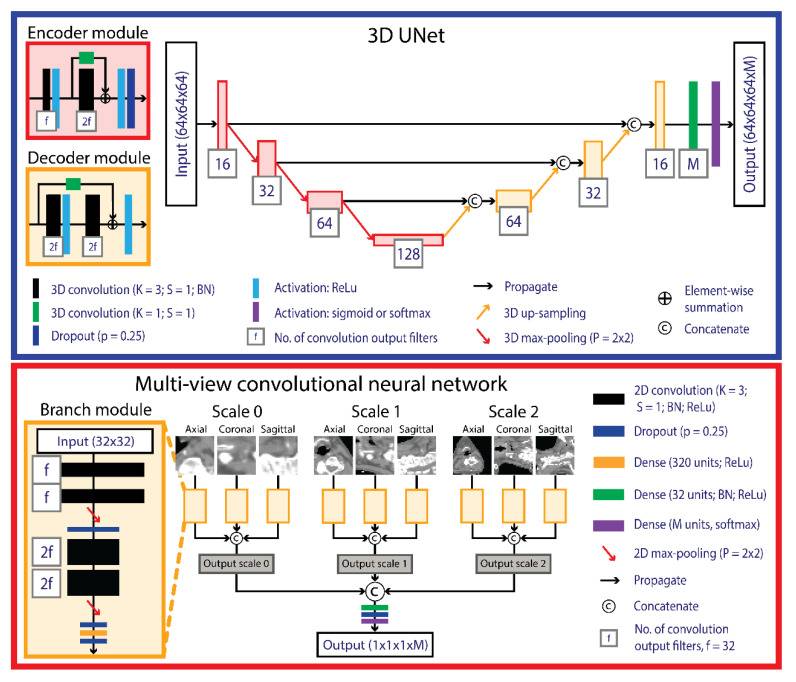 Encoder module
3D UNet
f
2f
Decoder module
2f
2f
Input (64x64x64)
16
32
64
128
C
64
C
32
C
16
M
Output (64x64x64xM)
3D convolution (K = 3; S = 1; BN)
3D convolution (K = 1; S = 1)
Dropout (p = 0.25)
Activation: ReLu
Activation: sigmoid or softmax
f
No. of convolution output filters
Propagate
3D up-sampling
3D max-pooling (P = 2x2)
Element-wise
summation
C
Concatenate
Multi-view convolutional neural network
Branch module
Input (32x32)
f
f
2f
2f
Scale 0
Axial Coronal Sagittal
C
Output scale 0
Scale 1
Axial Coronal Sagittal
C
Output scale 1
Scale 2
Axial Coronal Sagittal
C
Output scale 2
C
Output (1x1x1xM)
2D convolution (K = 3;
S = 1; BN; ReLu)
Dropout (p = 0.25)
Dense (320 units; ReLu)
Dense (32 units; BN; ReLu)
Dense (M units, softmax)
2D max-pooling (P = 2x2)
Propagate
C
Concatenate
f
No. of convolution
output filters, f = 32